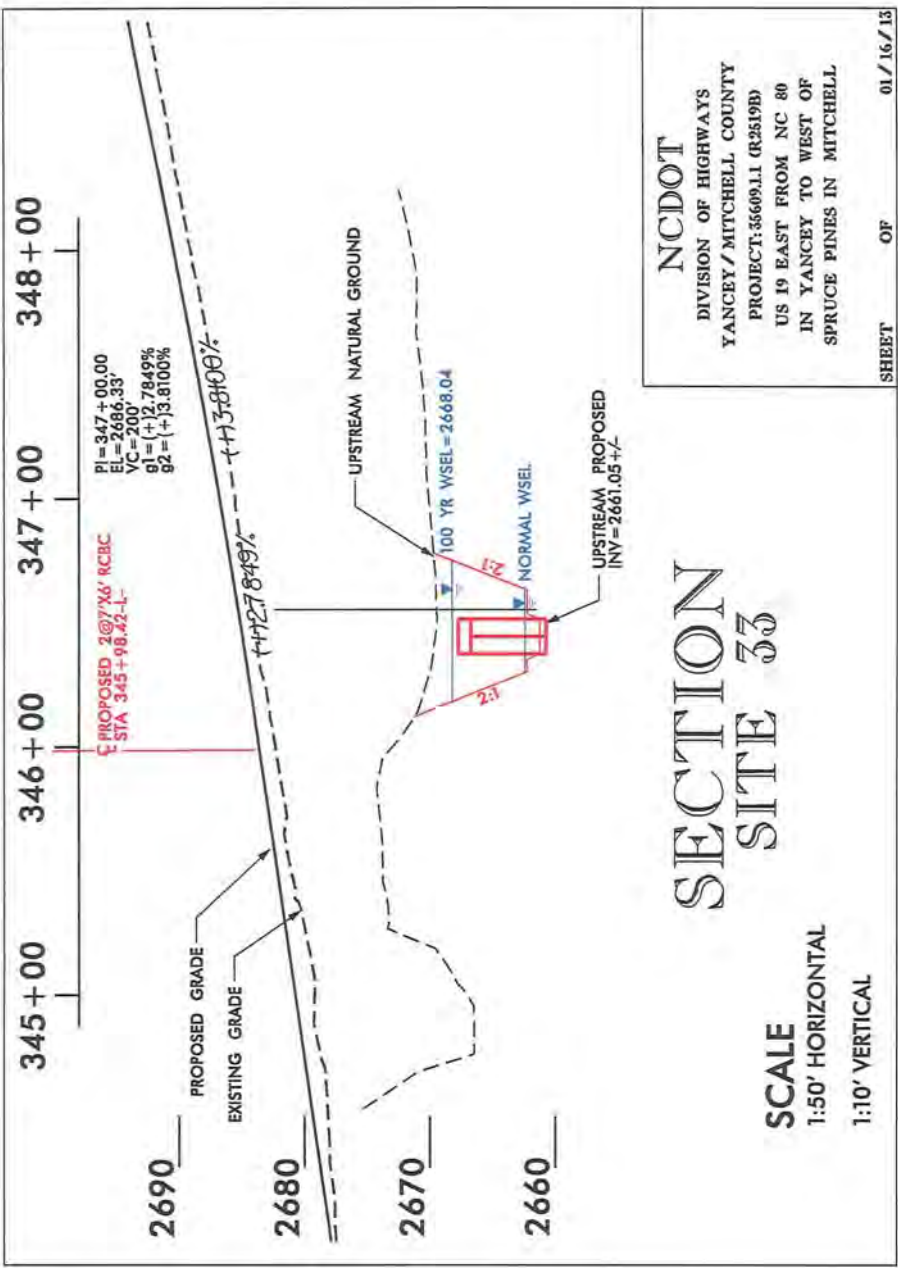 345+00
346+00
347+00
348+00
℄ PROPOSED 2@7'X6' RCBC
STA 345+98.42-L-
PI=347+00.00
EL=2686.33'
VC=200'
g1=(+)2.7849%
g2=(+)3.8100%
(+)2.7849%
(+)3.8100%
PROPOSED GRADE
EXISTING GRADE
2690
2680
2670
2660
UPSTREAM NATURAL GROUND
100 YR WSEL=2668.04
NORMAL WSEL
2:1
2:1
UPSTREAM PROPOSED
INV=2661.05+/-
SECTION
SITE 33
SCALE
1:50' HORIZONTAL
1:10' VERTICAL
NCDOT
DIVISION OF HIGHWAYS
YANCEY/MITCHELL COUNTY
PROJECT:35609.1.1 (R2519B)
US 19 EAST FROM NC 80
IN YANCEY TO WEST OF
SPRUCE PINES IN MITCHELL
SHEET OF 01/16/13